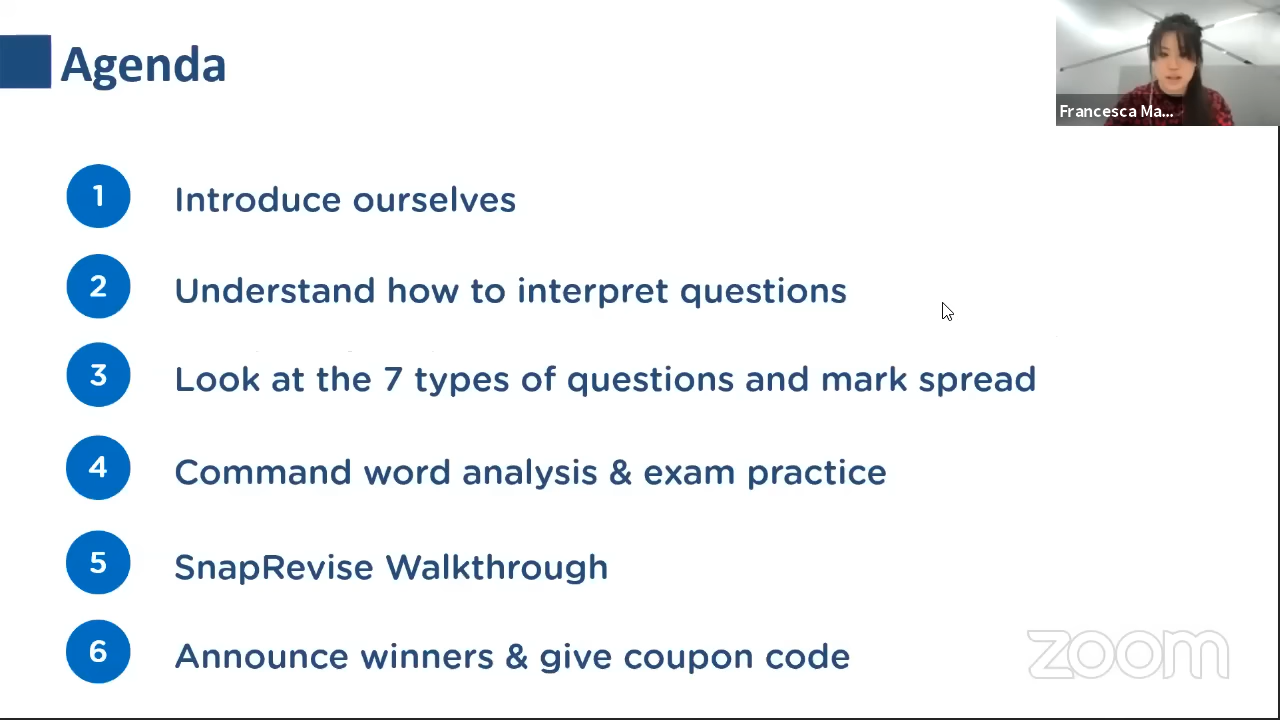 Agenda
Francesca Ma...
1 Introduce ourselves
2 Understand how to interpret questions
3 Look at the 7 types of questions and mark spread
4 Command word analysis & exam practice
5 SnapRevise Walkthrough
6 Announce winners & give coupon code
zoom